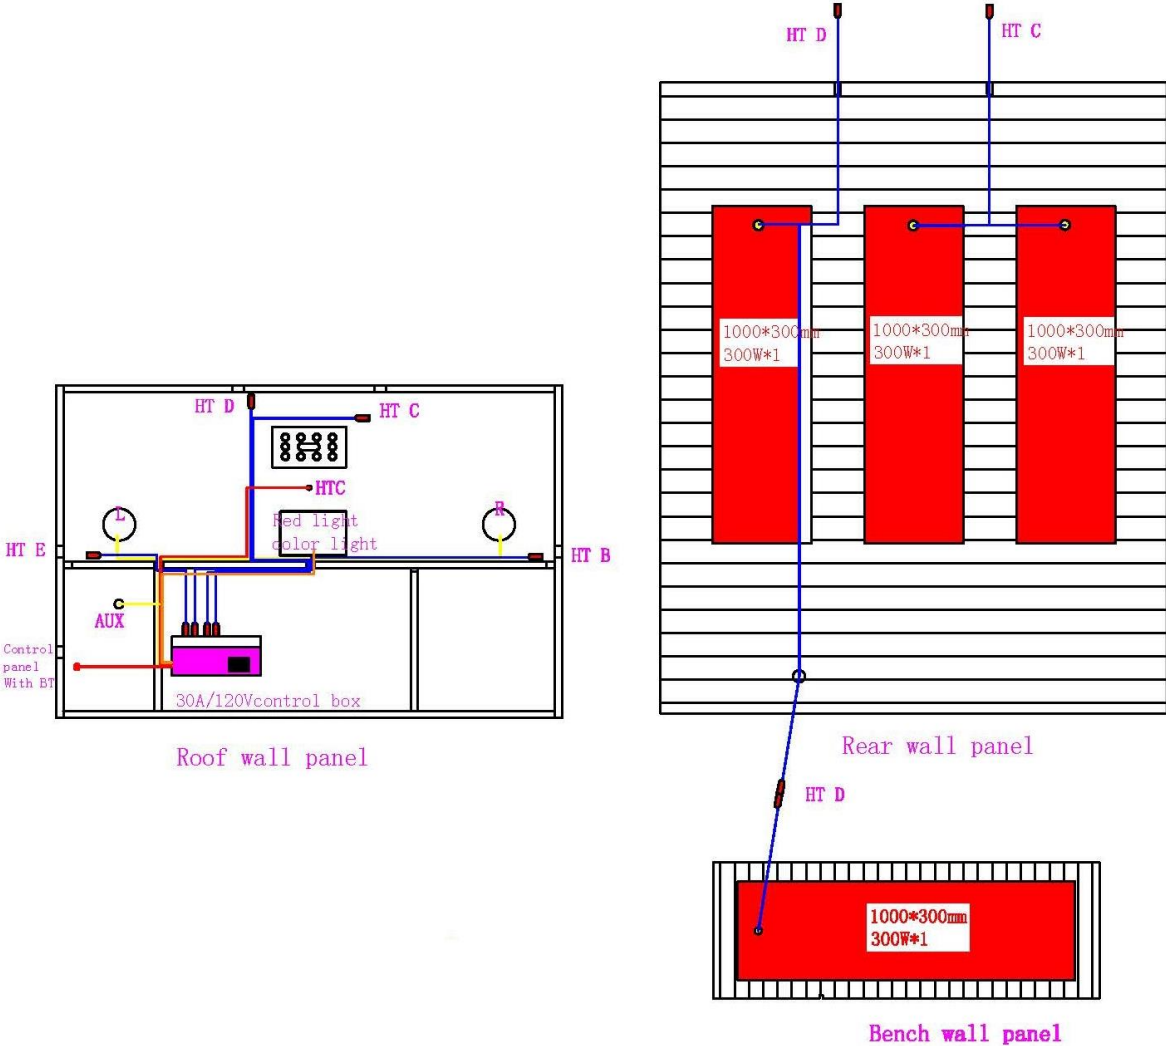 HT D
HT C
1000*300mm
300W*1
1000*300mm
300W*1
1000*300mm
300W*1
Rear wall panel
HT D
HT C
HTC
L
R
Red light
color light
HT E
HT B
AUX
Control
panel
With BT
30A/120Vcontrol box
Roof wall panel
HT D
1000*300mm
300W*1
Bench wall panel